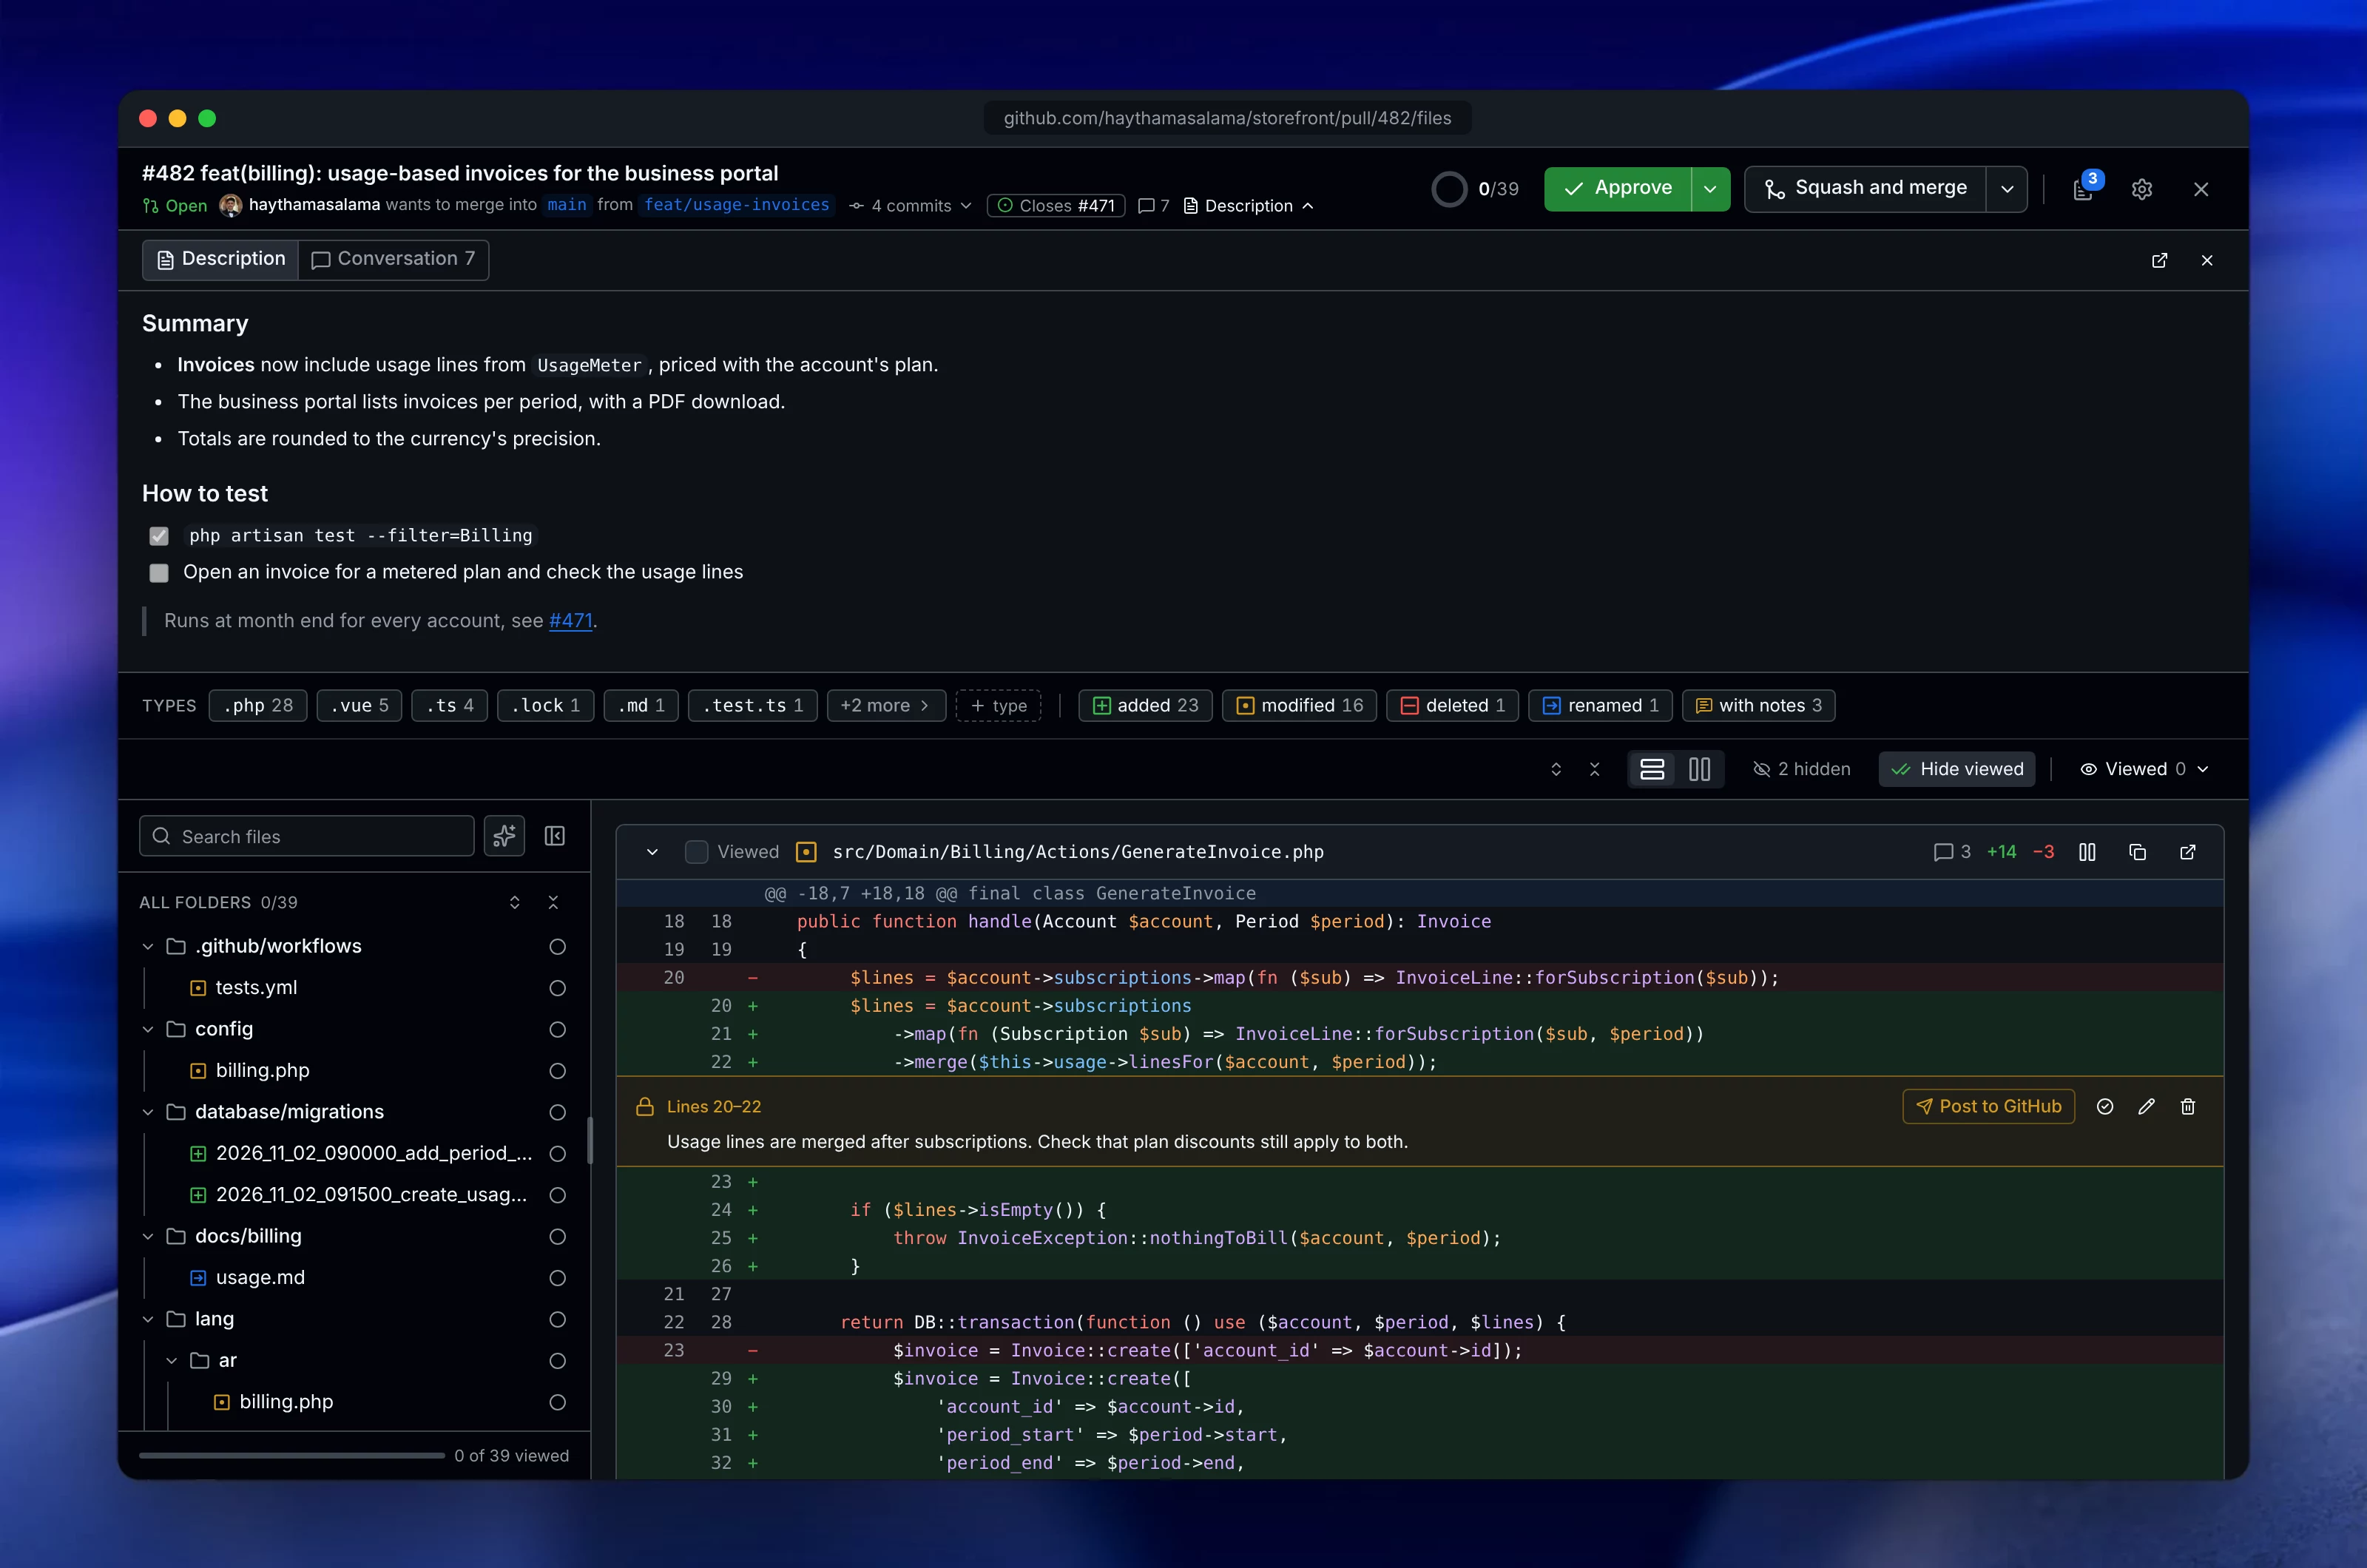 github.com/haythamasalama/storefront/pull/482/files
#482 feat(billing): usage-based invoices for the business portal
Open haythamasalama wants to merge into main from feat/usage-invoices 4 commits Closes #471 7 Description
0/39 Approve Squash and merge 3
Description Conversation 7
Summary
• Invoices now include usage lines from UsageMeter, priced with the account's plan.
• The business portal lists invoices per period, with a PDF download.
• Totals are rounded to the currency's precision.
How to test
php artisan test --filter=Billing
Open an invoice for a metered plan and check the usage lines
Runs at month end for every account, see #471.
TYPES .php 28 .vue 5 .ts 4 .lock 1 .md 1 .test.ts 1 +2 more + type added 23 modified 16 deleted 1 renamed 1 with notes 3
2 hidden Hide viewed Viewed 0
Search files
ALL FOLDERS 0/39
.github/workflows
tests.yml
config
billing.php
database/migrations
2026_11_02_090000_add_period_...
2026_11_02_091500_create_usag...
docs/billing
usage.md
lang
ar
billing.php
0 of 39 viewed
Viewed src/Domain/Billing/Actions/GenerateInvoice.php 3 +14 −3
@@ -18,7 +18,18 @@ final class GenerateInvoice
18 18 public function handle(Account $account, Period $period): Invoice
19 19 {
20 − $lines = $account->subscriptions->map(fn ($sub) => InvoiceLine::forSubscription($sub));
20 + $lines = $account->subscriptions
21 + ->map(fn (Subscription $sub) => InvoiceLine::forSubscription($sub, $period))
22 + ->merge($this->usage->linesFor($account, $period));
Lines 20–22 Post to GitHub
Usage lines are merged after subscriptions. Check that plan discounts still apply to both.
23 +
24 + if ($lines->isEmpty()) {
25 + throw InvoiceException::nothingToBill($account, $period);
26 + }
21 27
22 28 return DB::transaction(function () use ($account, $period, $lines) {
23 − $invoice = Invoice::create(['account_id' => $account->id]);
29 + $invoice = Invoice::create([
30 + 'account_id' => $account->id,
31 + 'period_start' => $period->start,
32 + 'period_end' => $period->end,